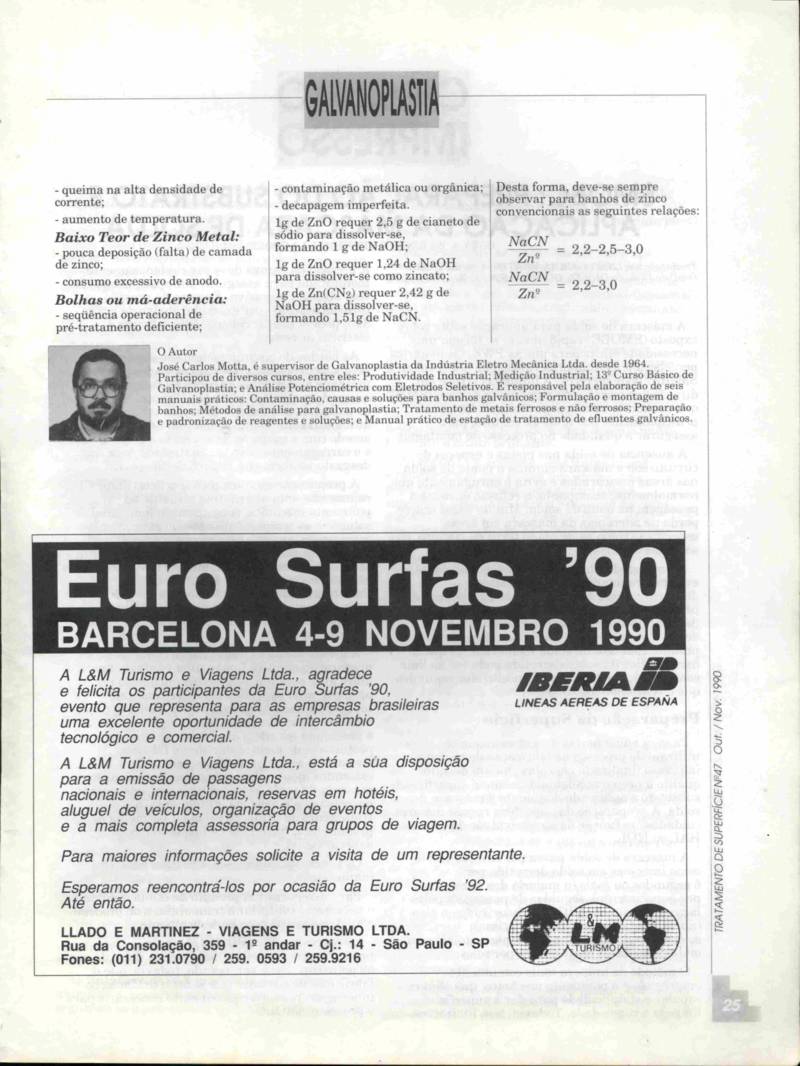 GALVANOPLASTIA
- queima na alta densidade de
corrente;
- aumento de temperatura.
Baixo Teor de Zinco Metal:
- pouca deposição (falta) de camada
de zinco;
- consumo excessivo de anodo.
Bolhas ou má-aderência:
- seqüência operacional de
pré-tratamento deficiente;
- contaminação metálica ou orgânica;
- decapagem imperfeita.
1g de ZnO requer 2,5 g de cianeto de
sódio para dissolver-se,
formando 1 g de NaOH;
1g de ZnO requer 1,24 de NaOH
para dissolver-se como zincato;
1g de Zn(CN2) requer 2,42 g de
NaOH para dissolver-se,
formando 1,51g de NaCN.
Desta forma, deve-se sempre
observar para banhos de zinco
convencionais as seguintes relações:
NaCN
Znº = 2,2–2,5–3,0
NaCN
Znº = 2,2–3,0
O Autor
José Carlos Motta, é supervisor de Galvanoplastia da Indústria Eletro Mecânica Ltda. desde 1964.
Participou de diversos cursos, entre eles: Produtividade Industrial; Medição Industrial; 13º Curso Básico de
Galvanoplastia; e Análise Potenciométrica com Eletrodos Seletivos. É responsável pela elaboração de seis
manuais práticos: Contaminação, causas e soluções para banhos galvânicos; Formulação e montagem de
banhos; Métodos de análise para galvanoplastia; Tratamento de metais ferrosos e não ferrosos; Preparação
e padronização de reagentes e soluções; e Manual prático de estação de tratamento de efluentes galvânicos.
Euro Surfas '90
BARCELONA 4-9 NOVEMBRO 1990
A L&M Turismo e Viagens Ltda., agradece
e felicita os participantes da Euro Surfas '90,
evento que representa para as empresas brasileiras
uma excelente oportunidade de intercâmbio
tecnológico e comercial.
IBERIA IB
LINEAS AEREAS DE ESPAÑA
A L&M Turismo e Viagens Ltda., está a sua disposição
para a emissão de passagens
nacionais e internacionais, reservas em hotéis,
aluguel de veículos, organização de eventos
e a mais completa assessoria para grupos de viagem.
Para maiores informações solicite a visita de um representante.
Esperamos reencontrá-los por ocasião da Euro Surfas '92.
Até então.
LLADO E MARTINEZ - VIAGENS E TURISMO LTDA.
Rua da Consolação, 359 - 1º andar - Cj.: 14 - São Paulo - SP
Fones: (011) 231.0790 / 259. 0593 / 259.9216
&
LM
TURISMO
TRATAMENTO DE SUPERFÍCIE Nº 47 Out. / Nov. 1990
25